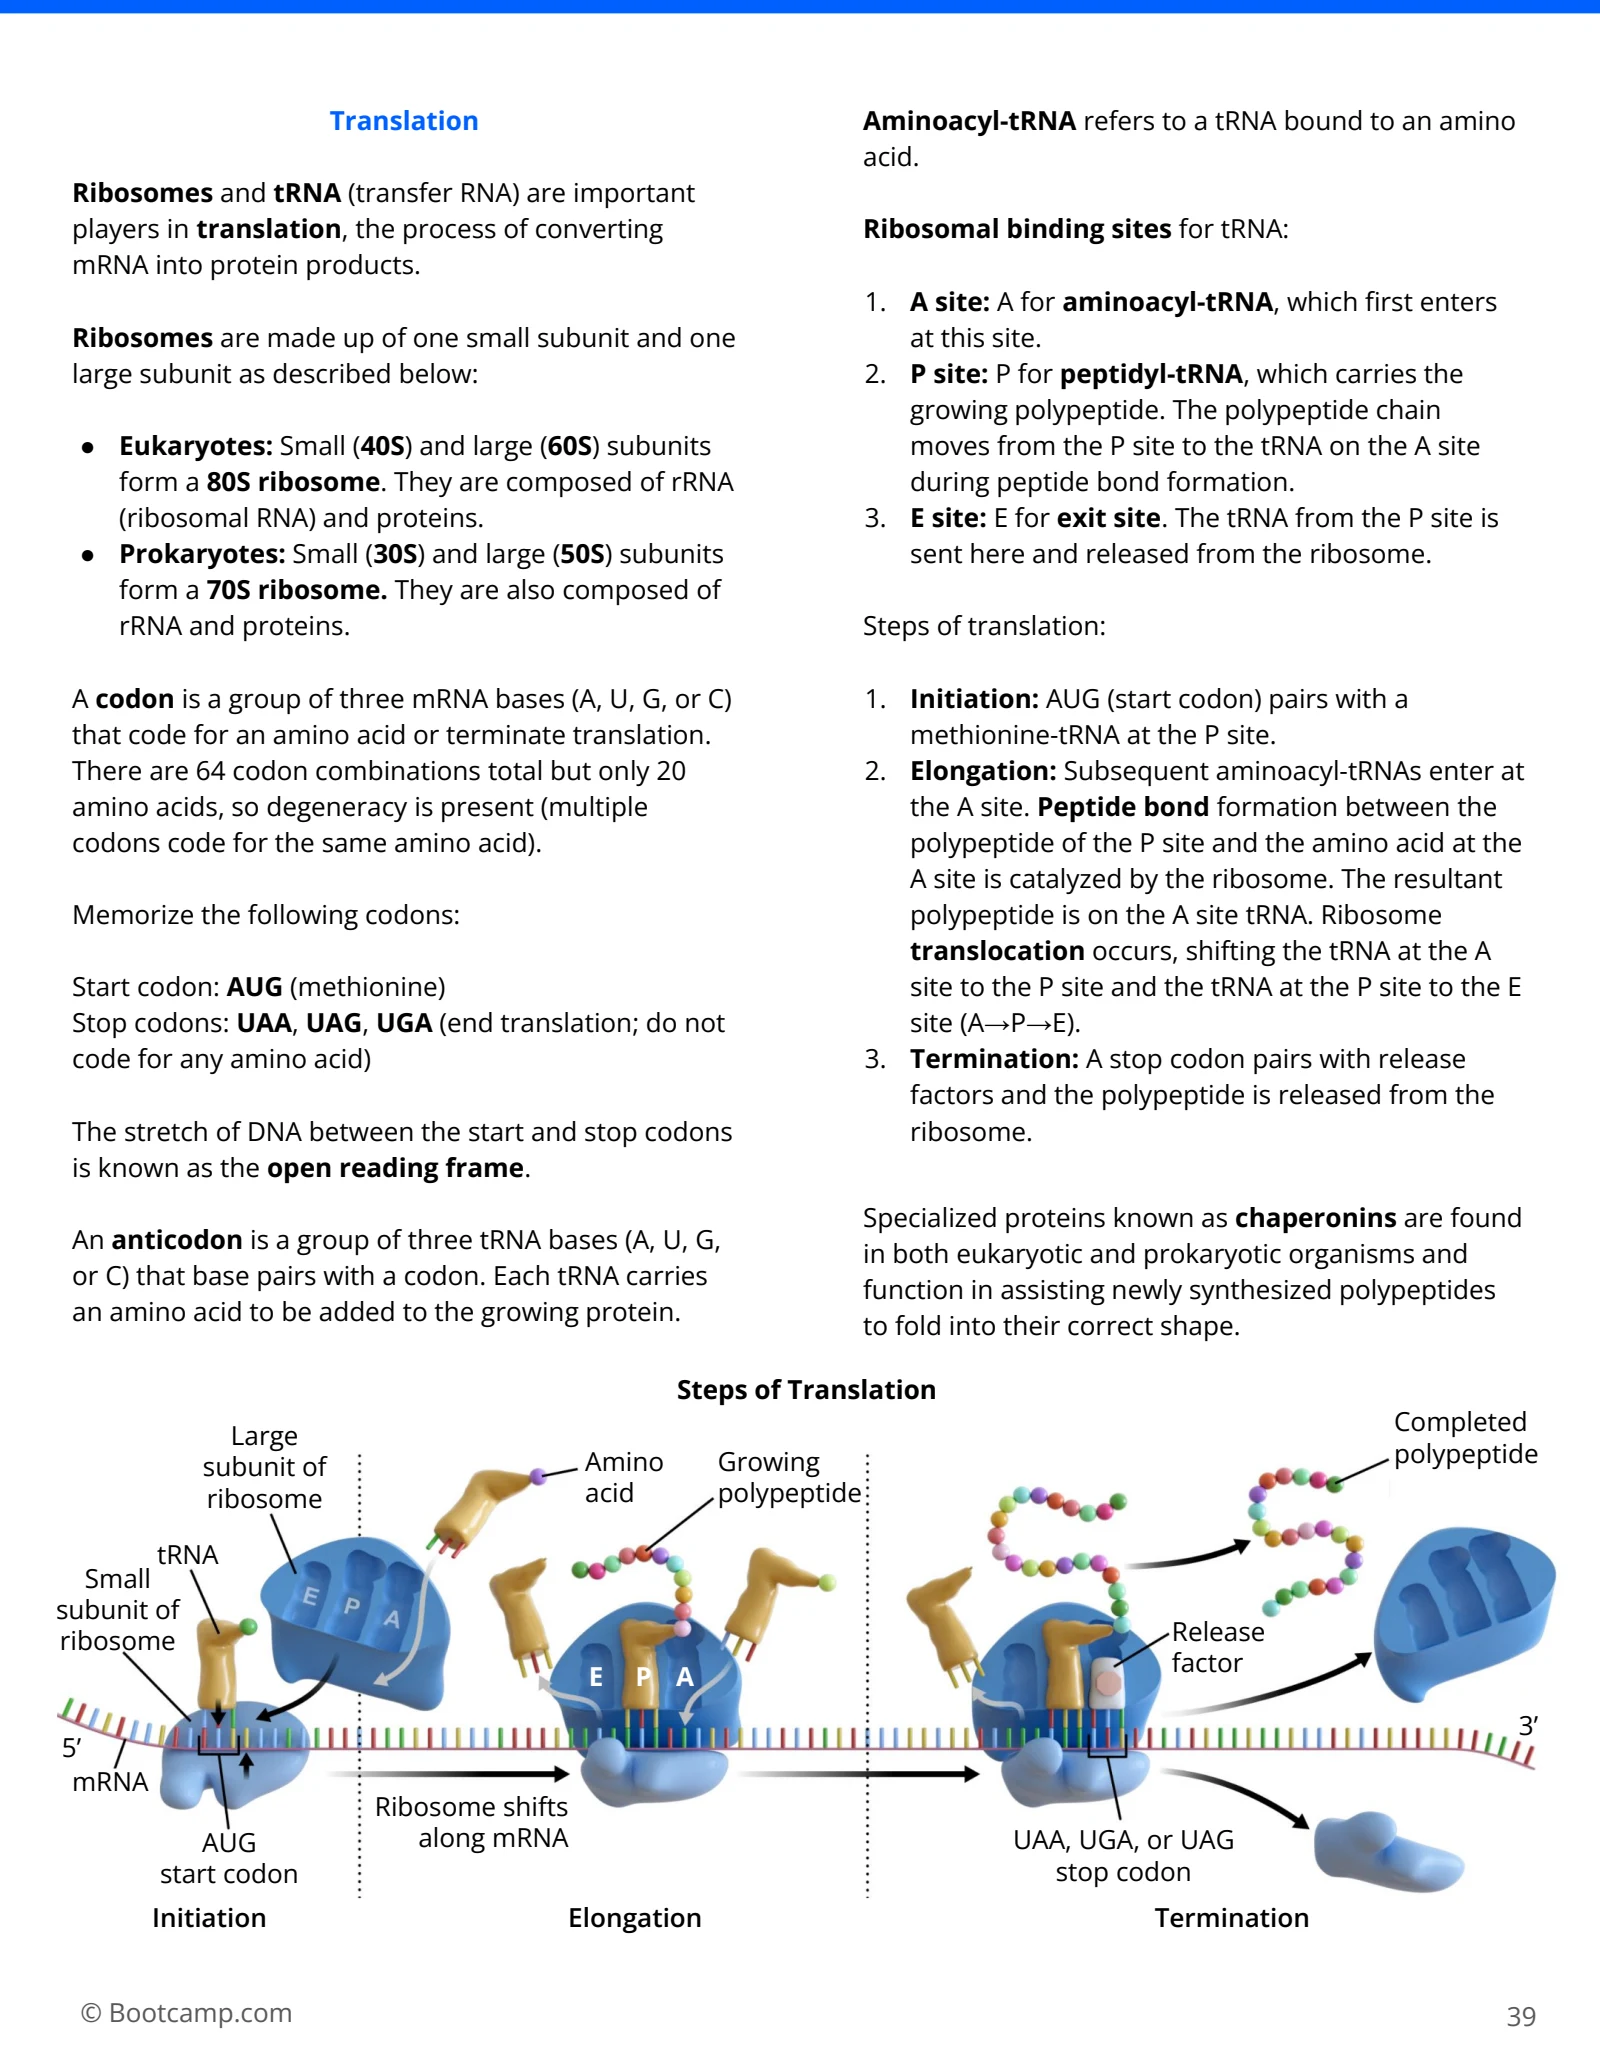 Translation
Ribosomes and tRNA (transfer RNA) are important
players in translation, the process of converting
mRNA into protein products.
Ribosomes are made up of one small subunit and one
large subunit as described below:
● Eukaryotes: Small (40S) and large (60S) subunits
form a 80S ribosome. They are composed of rRNA
(ribosomal RNA) and proteins.
● Prokaryotes: Small (30S) and large (50S) subunits
form a 70S ribosome. They are also composed of
rRNA and proteins.
A codon is a group of three mRNA bases (A, U, G, or C)
that code for an amino acid or terminate translation.
There are 64 codon combinations total but only 20
amino acids, so degeneracy is present (multiple
codons code for the same amino acid).
Memorize the following codons:
Start codon: AUG (methionine)
Stop codons: UAA, UAG, UGA (end translation; do not
code for any amino acid)
The stretch of DNA between the start and stop codons
is known as the open reading frame.
An anticodon is a group of three tRNA bases (A, U, G,
or C) that base pairs with a codon. Each tRNA carries
an amino acid to be added to the growing protein.
Aminoacyl-tRNA refers to a tRNA bound to an amino
acid.
Ribosomal binding sites for tRNA:
1. A site: A for aminoacyl-tRNA, which first enters
at this site.
2. P site: P for peptidyl-tRNA, which carries the
growing polypeptide. The polypeptide chain
moves from the P site to the tRNA on the A site
during peptide bond formation.
3. E site: E for exit site. The tRNA from the P site is
sent here and released from the ribosome.
Steps of translation:
1. Initiation: AUG (start codon) pairs with a
methionine-tRNA at the P site.
2. Elongation: Subsequent aminoacyl-tRNAs enter at
the A site. Peptide bond formation between the
polypeptide of the P site and the amino acid at the
A site is catalyzed by the ribosome. The resultant
polypeptide is on the A site tRNA. Ribosome
translocation occurs, shifting the tRNA at the A
site to the P site and the tRNA at the P site to the E
site (A→P→E).
3. Termination: A stop codon pairs with release
factors and the polypeptide is released from the
ribosome.
Specialized proteins known as chaperonins are found
in both eukaryotic and prokaryotic organisms and
function in assisting newly synthesized polypeptides
to fold into their correct shape.
Steps of Translation
Large
subunit of
ribosome
tRNA
Small
subunit of
ribosome
E P A
5’
mRNA
AUG
start codon
Initiation
Amino
acid
Growing
polypeptide
E P A
Ribosome shifts
along mRNA
Elongation
Completed
polypeptide
Release
factor
3’
UAA, UGA, or UAG
stop codon
Termination
© Bootcamp.com
39